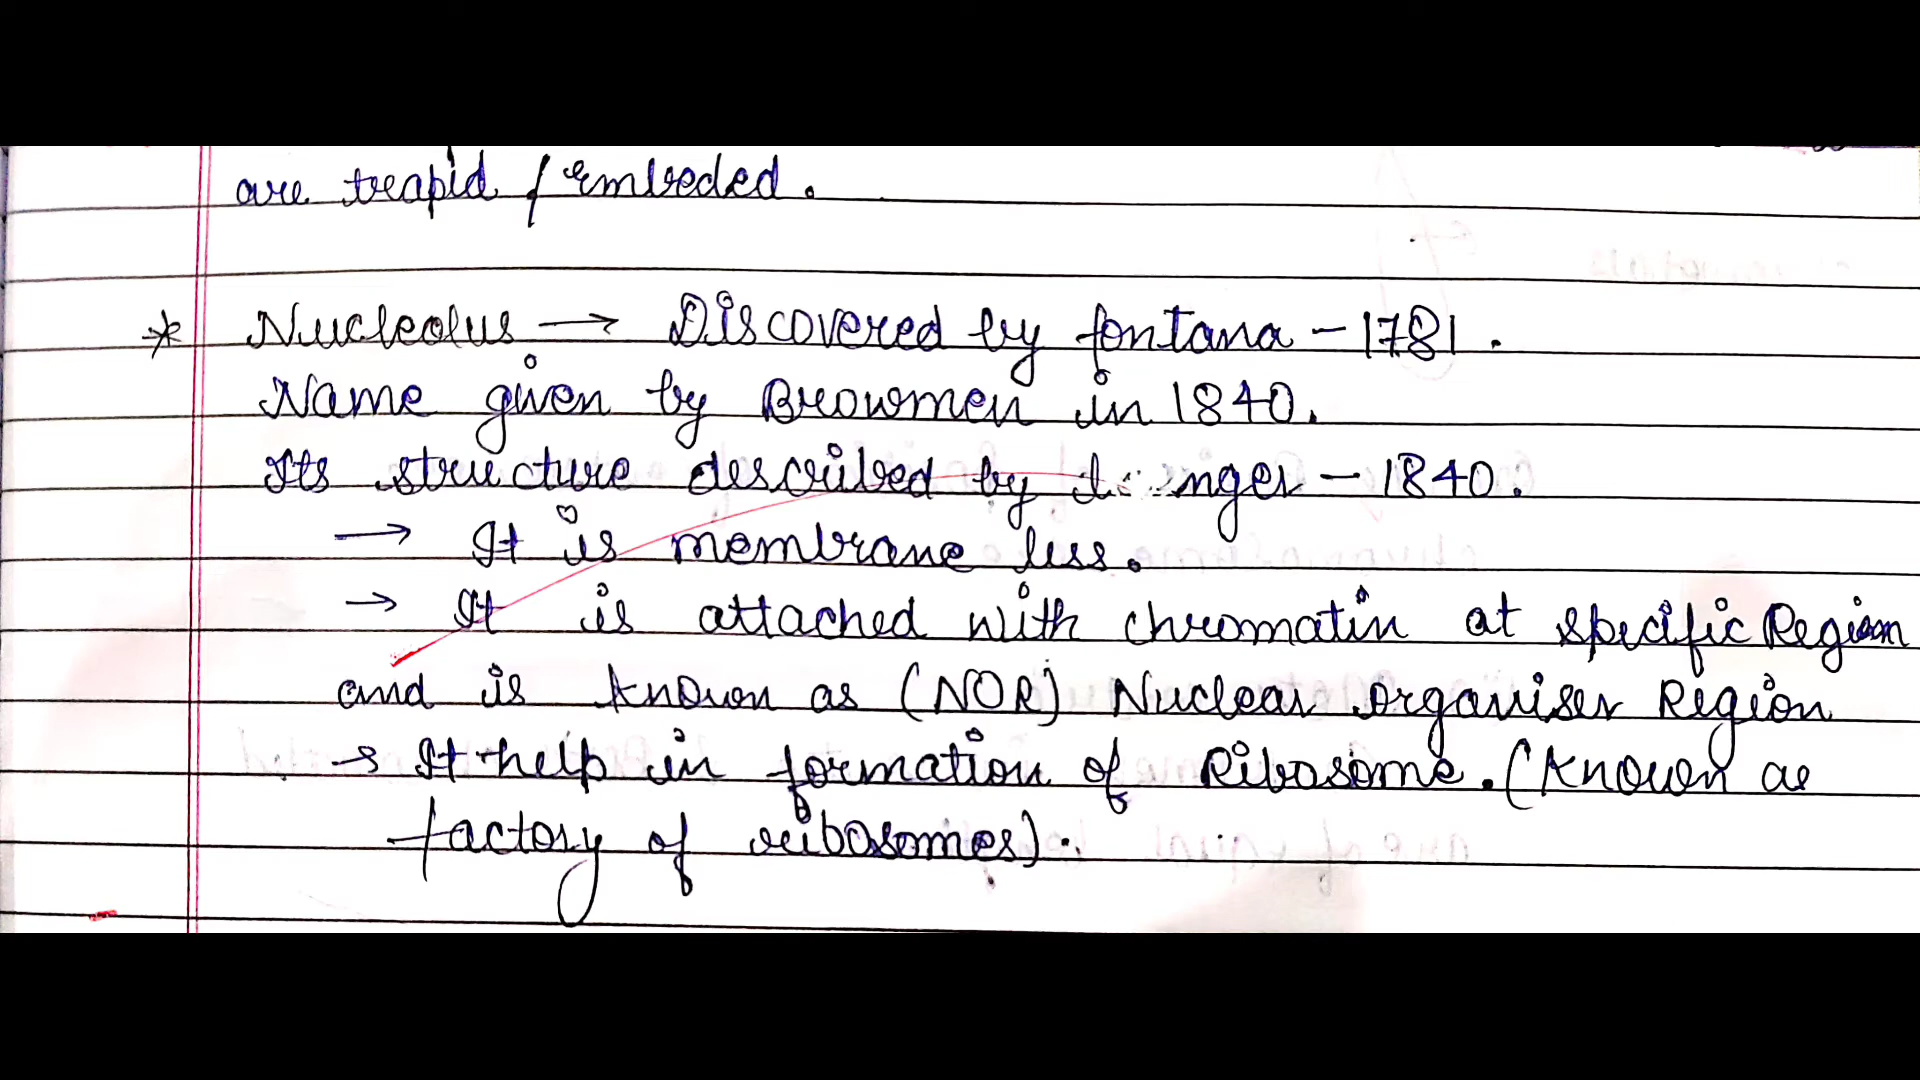 are treapid / embeded.
* Nucleolus → Discovered by fontana - 1781.
Name given by Browmen in 1840.
Its structure described by - 1840.
→ It is membrane less.
→ It is attached with chromatin at specific Region
and is known as (NOR) Nuclear organiser Region
→ It help in formation of Ribosome. (Known as
factory of ribosomes).